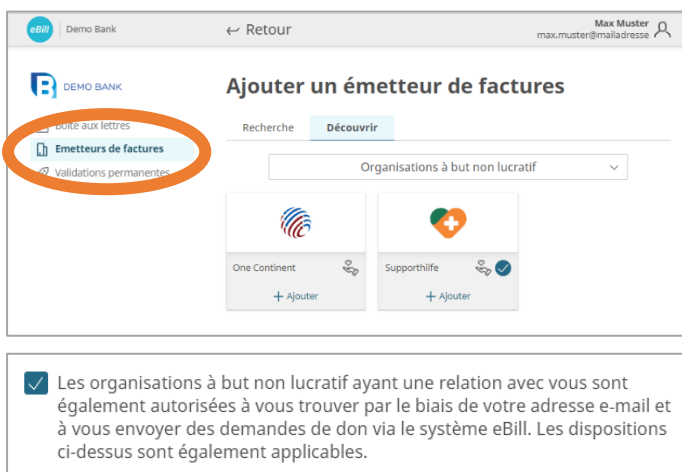 eBill Demo Bank
Retour
Max Muster
max.muster@mailadresse
DEMO BANK
Ajouter un émetteur de factures
Boîte aux lettres
Recherche Découvrir
Emetteurs de factures
Validations permanentes
Organisations à but non lucratif
One Continent
Supporthilfe
+ Ajouter
+ Ajouter
Les organisations à but non lucratif ayant une relation avec vous sont
également autorisées à vous trouver par le biais de votre adresse e-mail et
à vous envoyer des demandes de don via le système eBill. Les dispositions
ci-dessus sont également applicables.